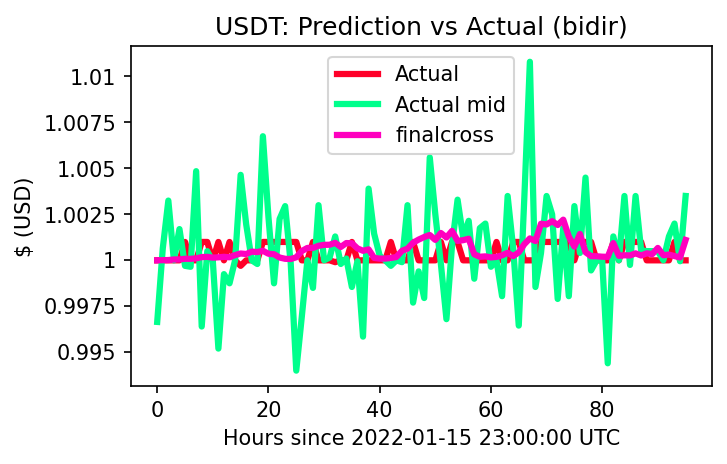 USDT: Prediction vs Actual (bidir)
Actual
Actual mid
finalcross
$ (USD)
1.01
1.0075
1.005
1.0025
1
0.9975
0.995
0 20 40 60 80
Hours since 2022-01-15 23:00:00 UTC